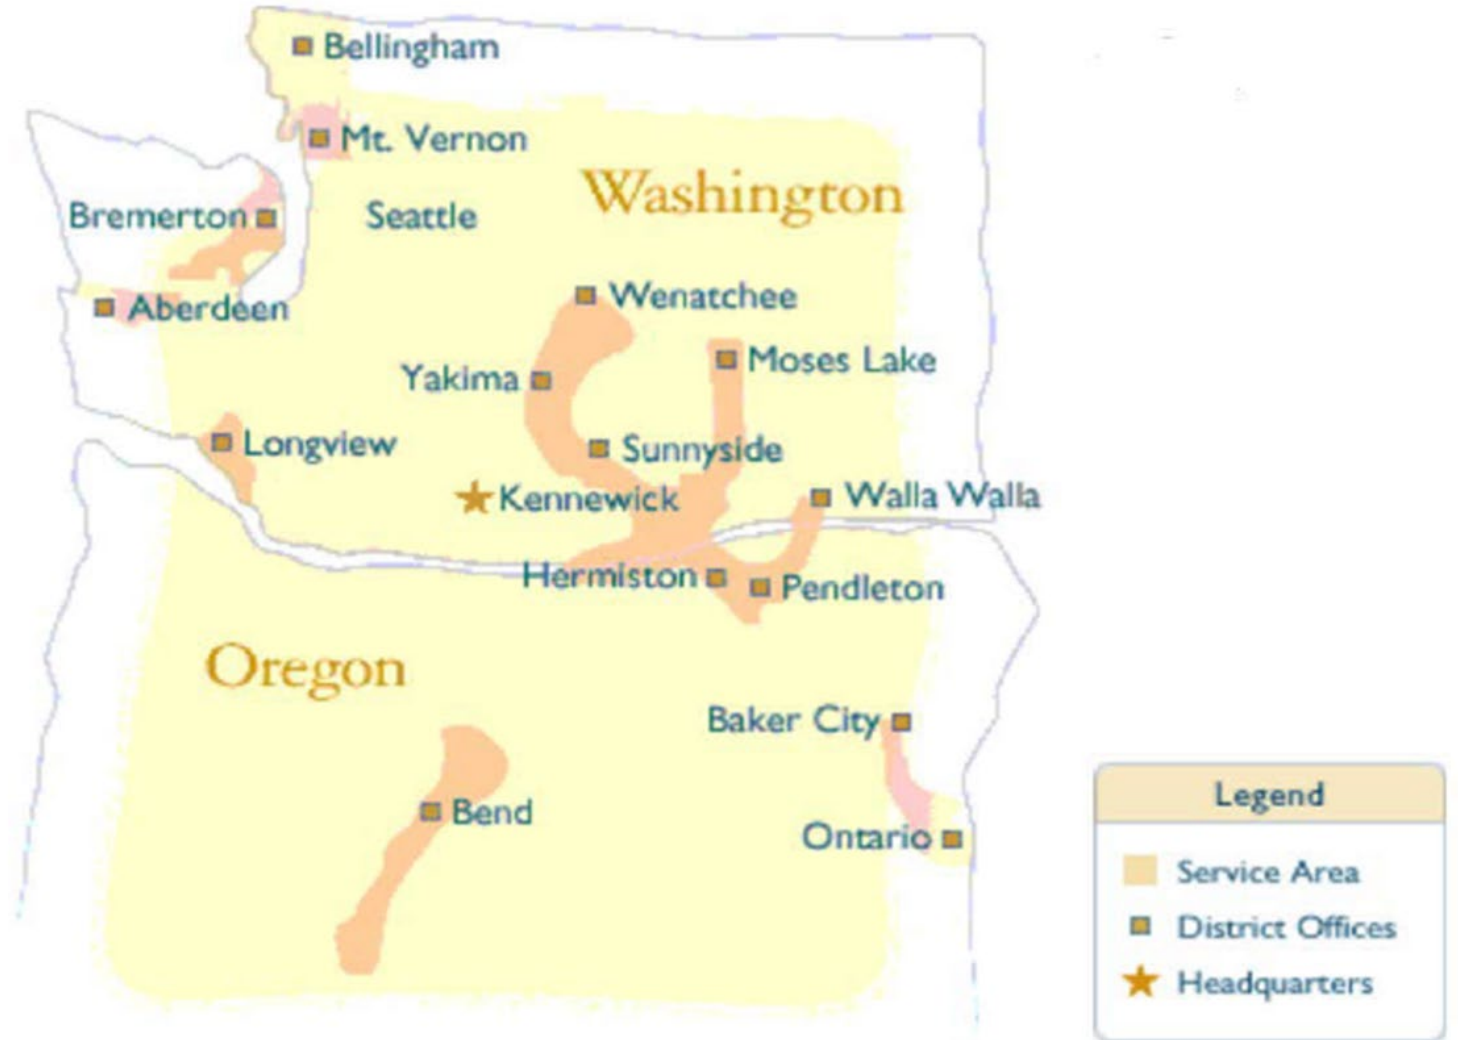 Bellingham
Mt. Vernon
Washington
Bremerton
Seattle
Wenatchee
Aberdeen
Moses Lake
Yakima
Longview
Sunnyside
Kennewick
Walla Walla
Hermiston
Pendleton
Oregon
Baker City
Bend
Ontario
Legend
Service Area
District Offices
Headquarters